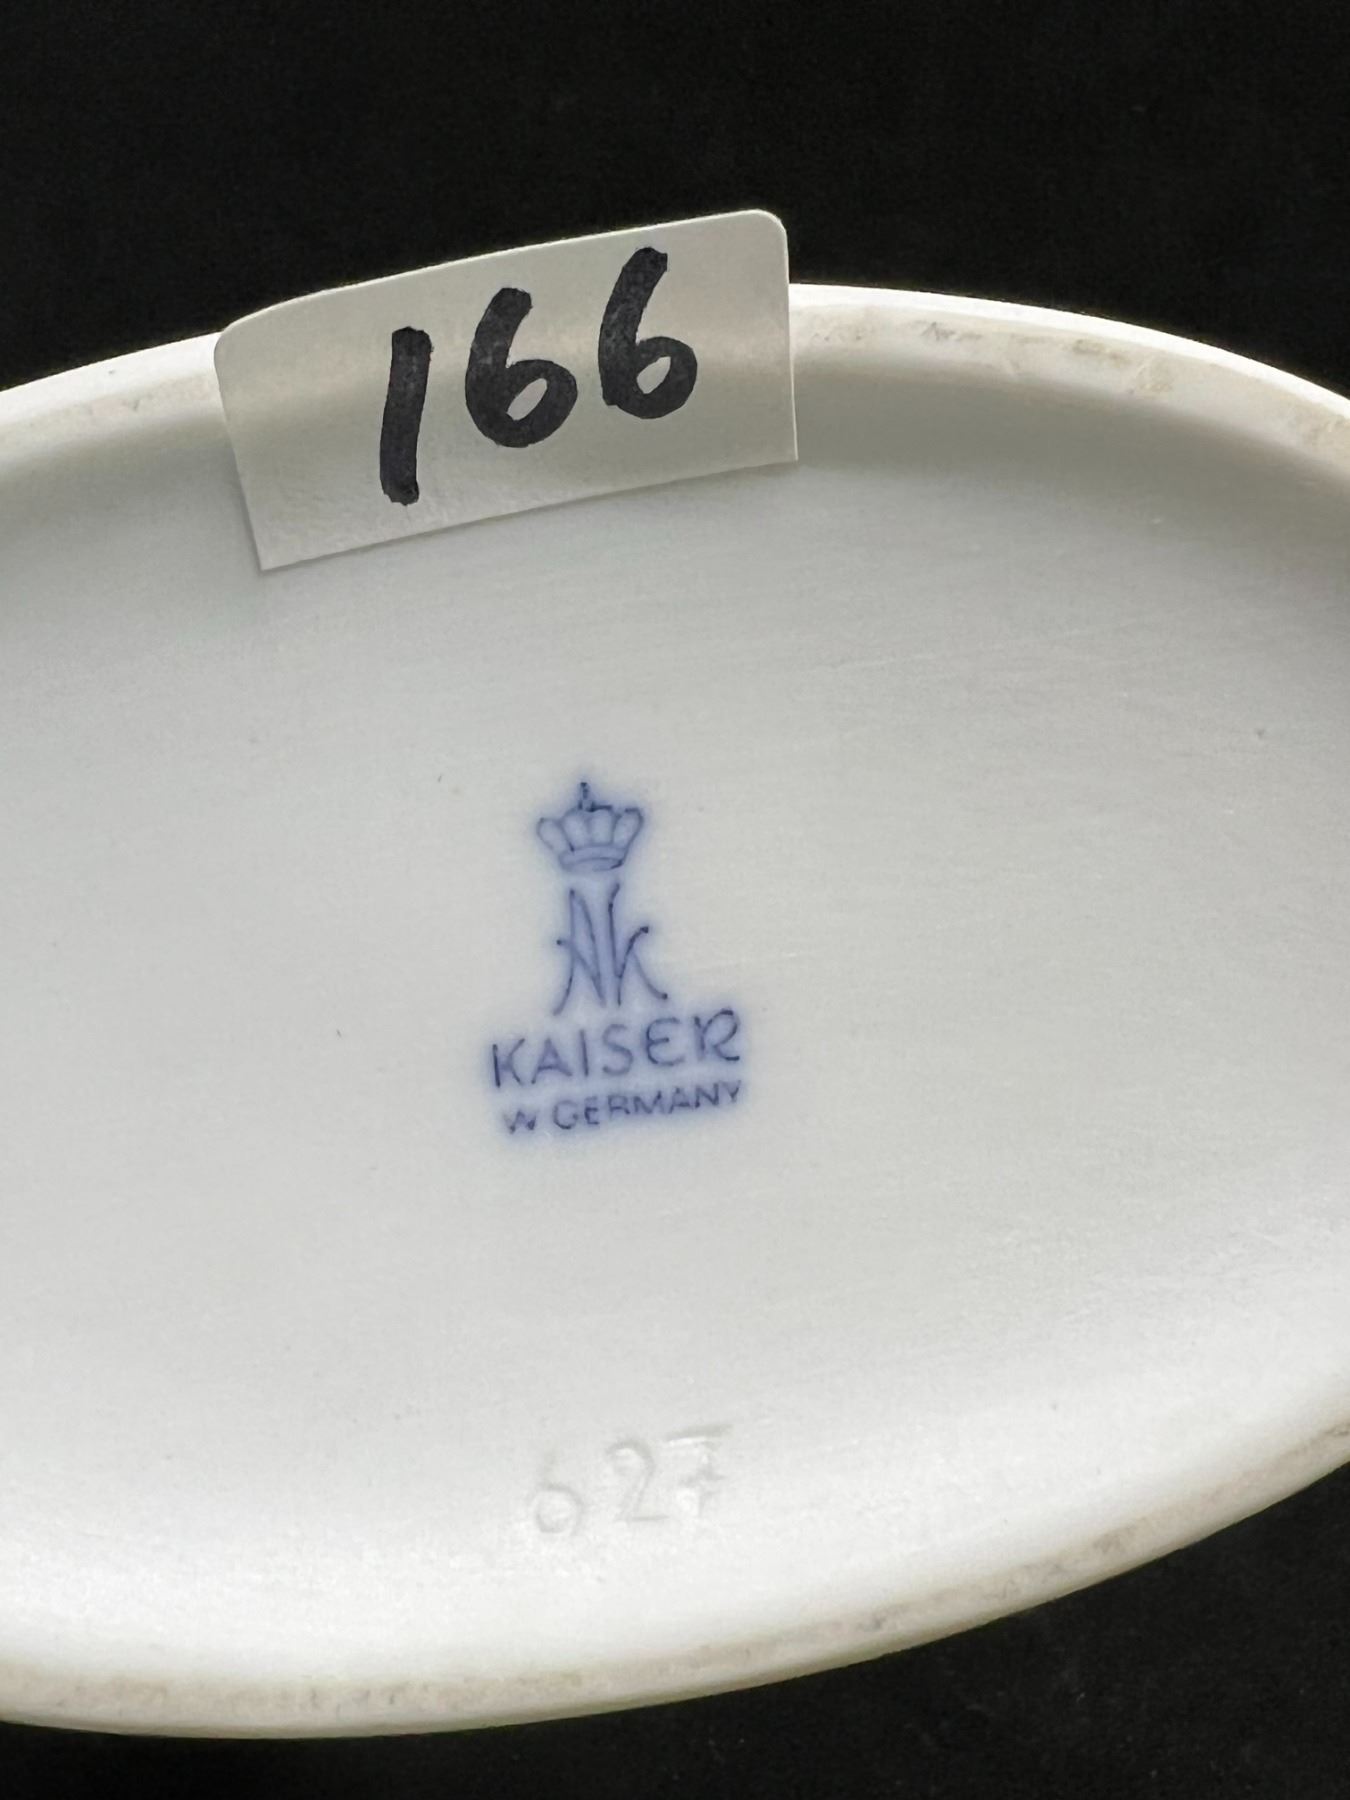 166
AK
KAISER
W GERMANY
627